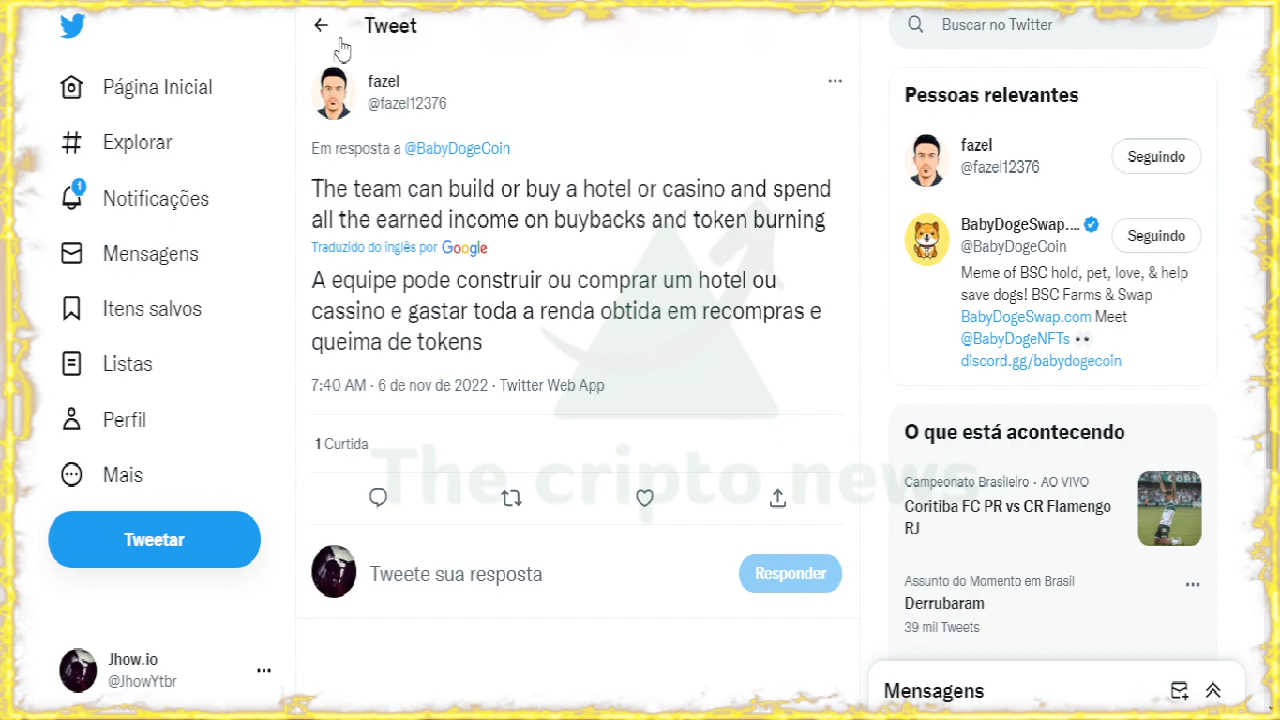 Tweet
Página Inicial
Explorar
1
Notificações
Mensagens
Itens salvos
Listas
Perfil
Mais
Tweetar
Jhow.io
@JhowYtbr
fazel
@fazel12376
Em resposta a @BabyDogeCoin
The team can build or buy a hotel or casino and spend
all the earned income on buybacks and token burning
Traduzido do inglês por Google
A equipe pode construir ou comprar um hotel ou
cassino e gastar toda a renda obtida em recompras e
queima de tokens
7:40 AM · 6 de nov de 2022 · Twitter Web App
1 Curtida
The cripto news
Tweete sua resposta
Responder
Buscar no Twitter
Pessoas relevantes
fazel
@fazel12376
Seguindo
BabyDogeSwap....
@BabyDogeCoin
Seguindo
Meme of BSC hold, pet, love, & help
save dogs! BSC Farms & Swap
BabyDogeSwap.com Meet
@BabyDogeNFTs 👀
discord.gg/babydogecoin
O que está acontecendo
Campeonato Brasileiro · AO VIVO
Coritiba FC PR vs CR Flamengo
RJ
Assunto do Momento em Brasil
Derrubaram
39 mil Tweets
Mensagens